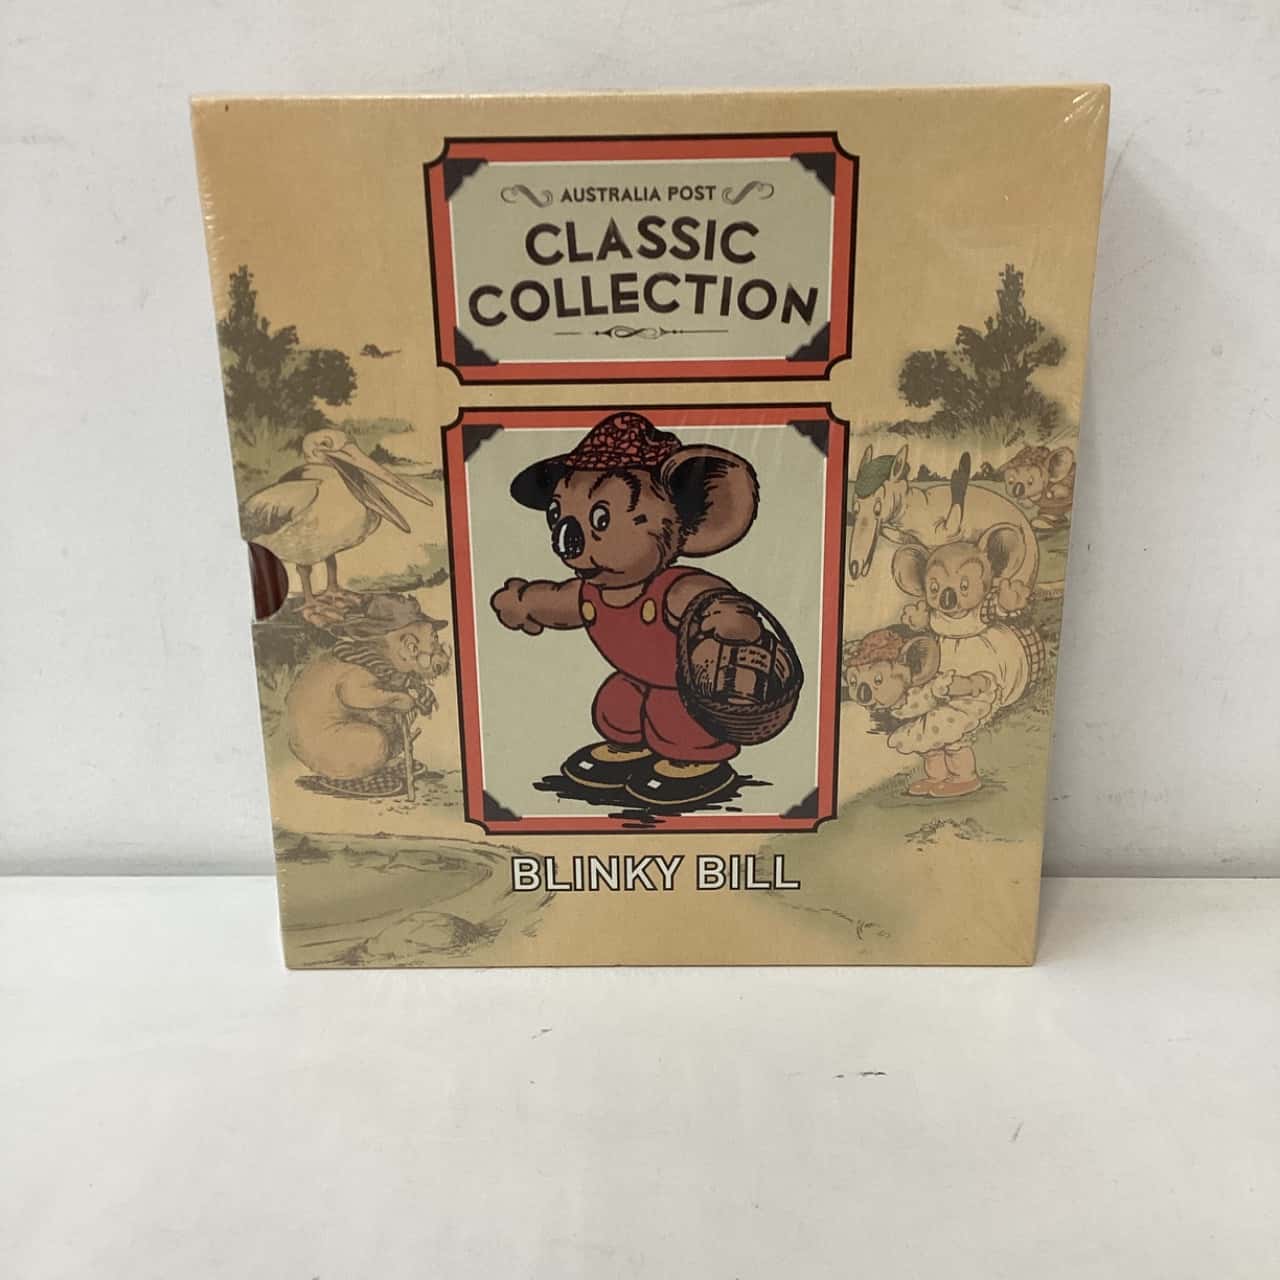 AUSTRALIA POST
CLASSIC
COLLECTION
BLINKY BILL